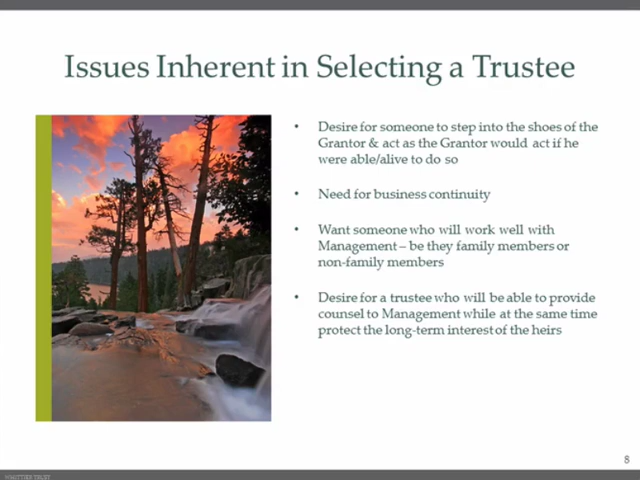 Issues Inherent in Selecting a Trustee
• Desire for someone to step into the shoes of the
Grantor & act as the Grantor would act if he
were able/alive to do so
• Need for business continuity
• Want someone who will work well with
Management – be they family members or
non-family members
• Desire for a trustee who will be able to provide
counsel to Management while at the same time
protect the long-term interest of the heirs
8
WHITTIER TRUST